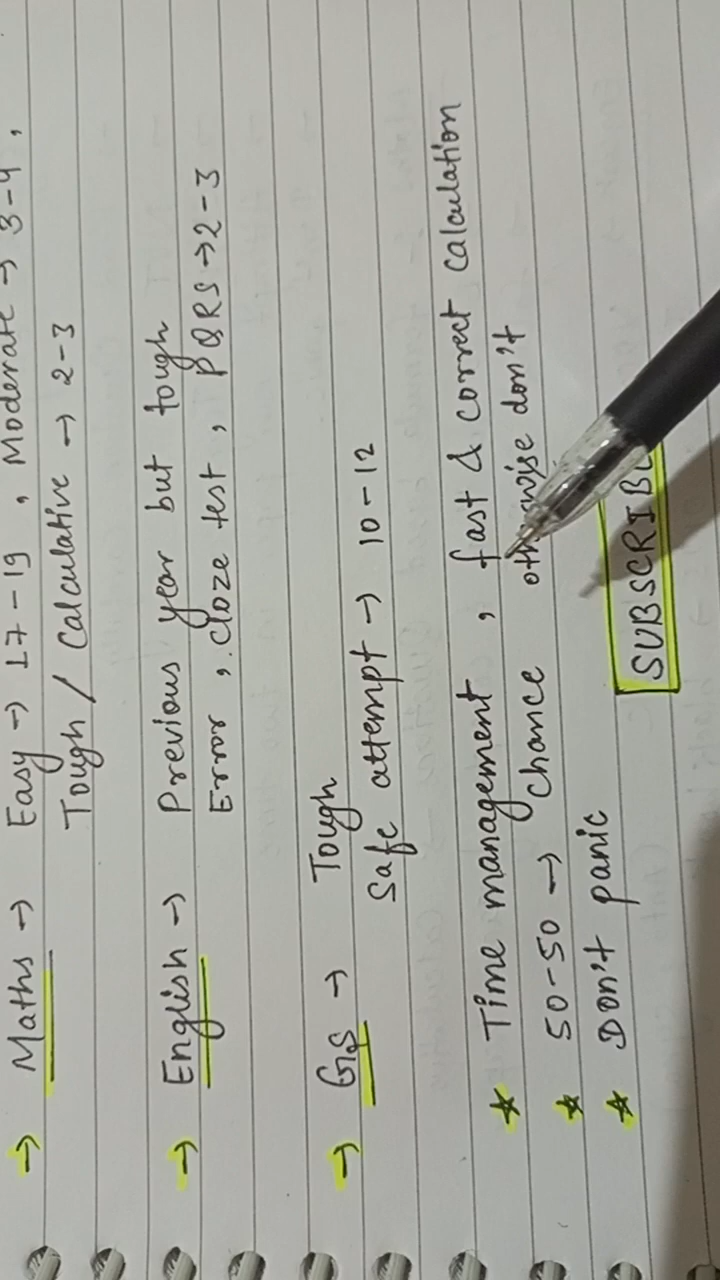 → Maths → Easy → 17-19 , Moderate → 3-4 ,
Tough / Calculative → 2-3
→ English → Previous year but tough
Error , cloze test , PQRS → 2-3
→ GS → Tough
Safe attempt → 10-12
★ Time management , fast & correct calculation
★ 50-50 → chance otherwise don't
★ Don't panic
SUBSCRIBE